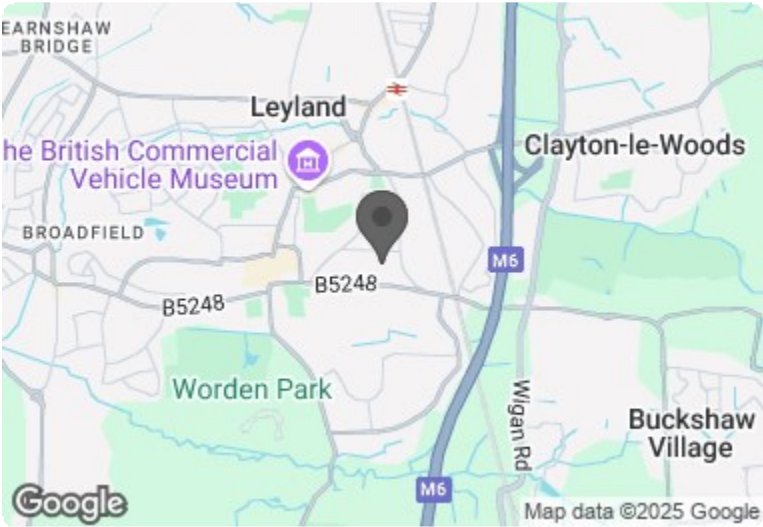 EARNSHAW
BRIDGE
Leyland
he British Commercial
Vehicle Museum
Clayton-le-Woods
BROADFIELD
M6
B5248
B5248
Worden Park
Wigan Rd
Buckshaw
Village
M6
Google
Map data ©2025 Google